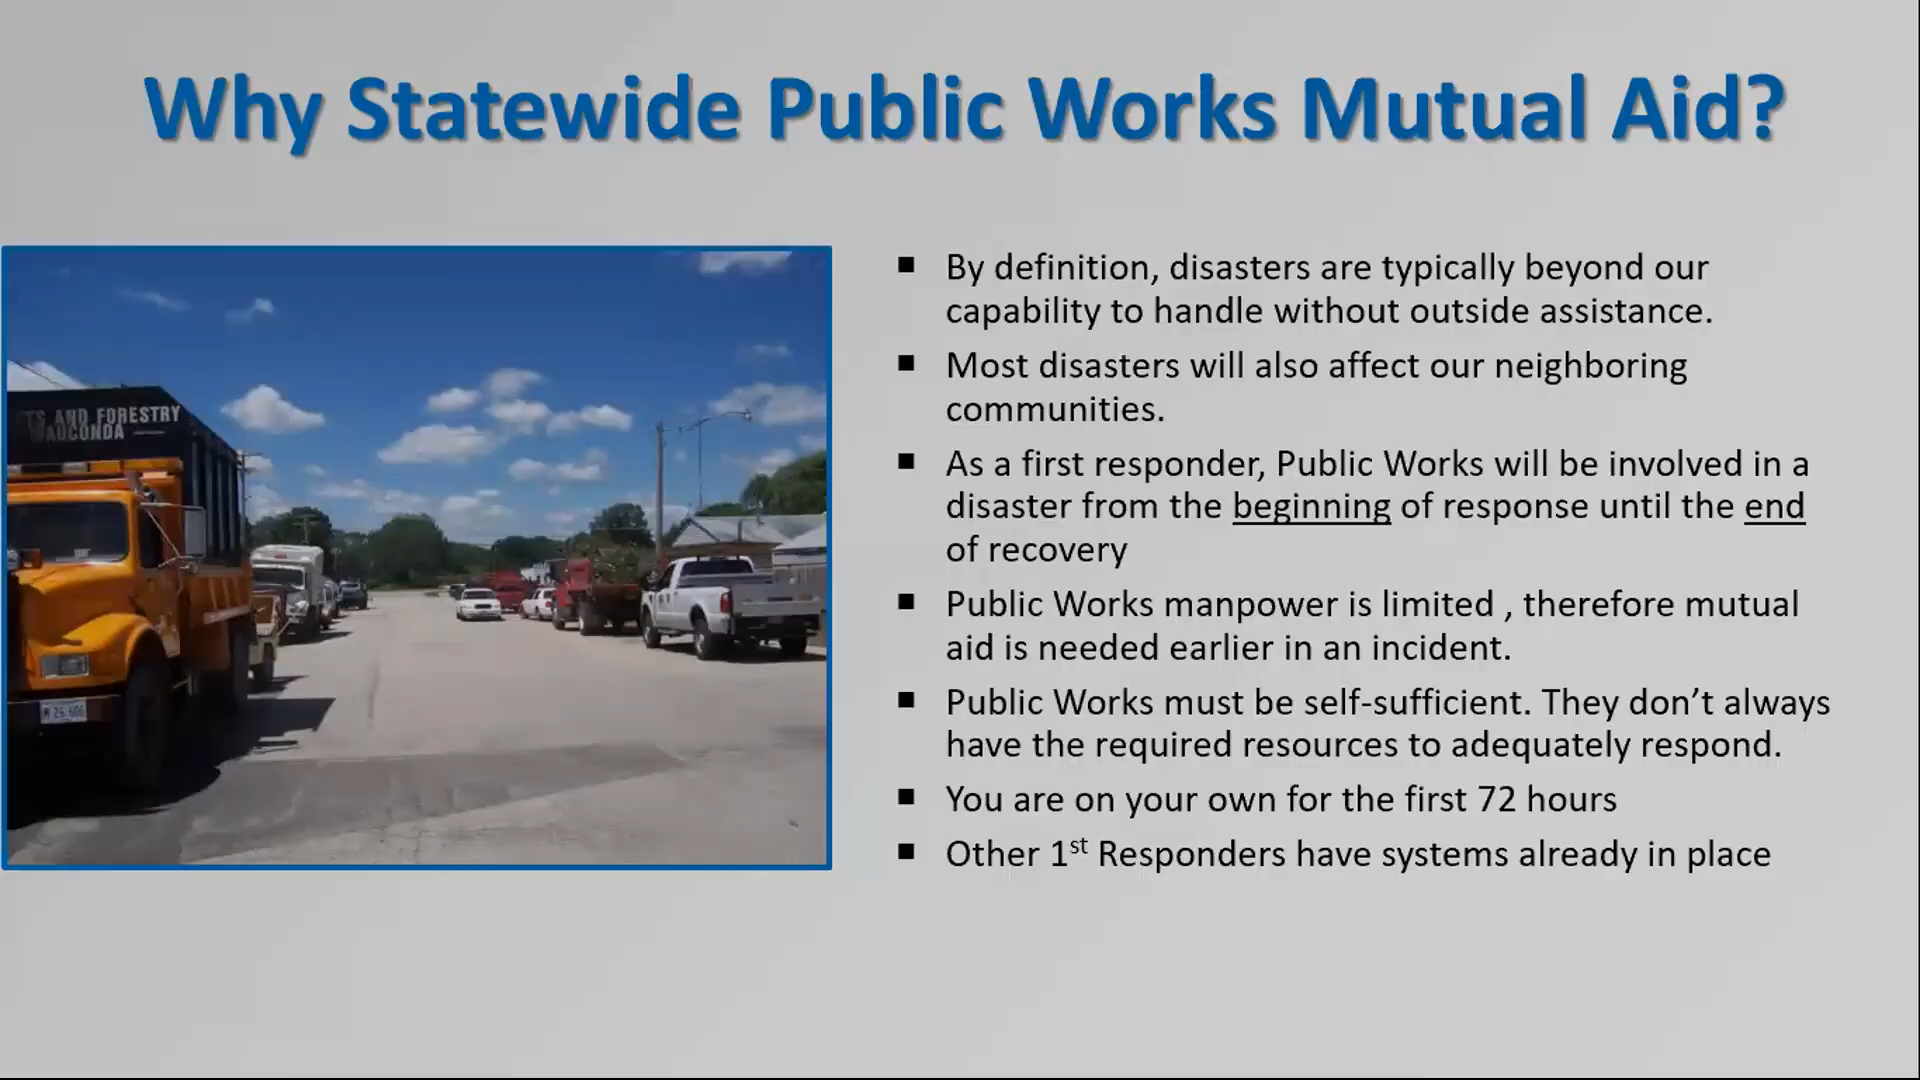 Why Statewide Public Works Mutual Aid?
TS AND FORESTRY
WAUCONDA
■ By definition, disasters are typically beyond our
capability to handle without outside assistance.
■ Most disasters will also affect our neighboring
communities.
■ As a first responder, Public Works will be involved in a
disaster from the beginning of response until the end
of recovery
■ Public Works manpower is limited , therefore mutual
aid is needed earlier in an incident.
■ Public Works must be self-sufficient. They don’t always
have the required resources to adequately respond.
■ You are on your own for the first 72 hours
■ Other 1st Responders have systems already in place